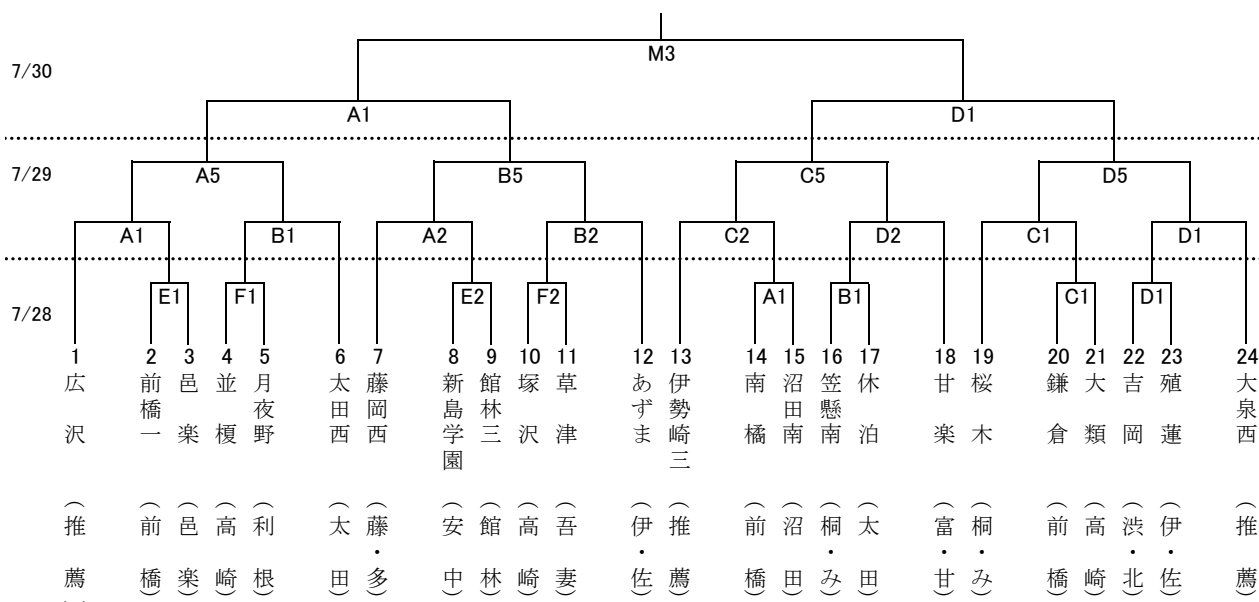 M3
7/30
A1 D1
7/29
A5 B5 C5 D5
A1 B1 A2 B2 C2 D2 C1 D1
7/28
E1 F1 E2 F2 A1 B1 C1 D1
1 2 3 4 5 6 7 8 9 10 11 12 13 14 15 16 17 18 19 20 21 22 23 24
広沢(推薦)
前橋一(前橋)
邑楽(邑楽)
並榎(高崎)
月夜野(利根)
太田西(太田)
藤岡西(藤・多)
新島学園(安中)
館林三(館林)
塚沢(高崎)
草津(吾妻)
あずま(伊・佐)
伊勢崎三(推薦)
南橘(前橋)
沼田南(沼田)
笠懸南(桐・み)
休泊(太田)
甘楽(富・甘)
桜木(桐・み)
鎌倉(前橋)
大類(高崎)
吉岡(渋・北)
殖蓮(伊・佐)
大泉西(推薦)